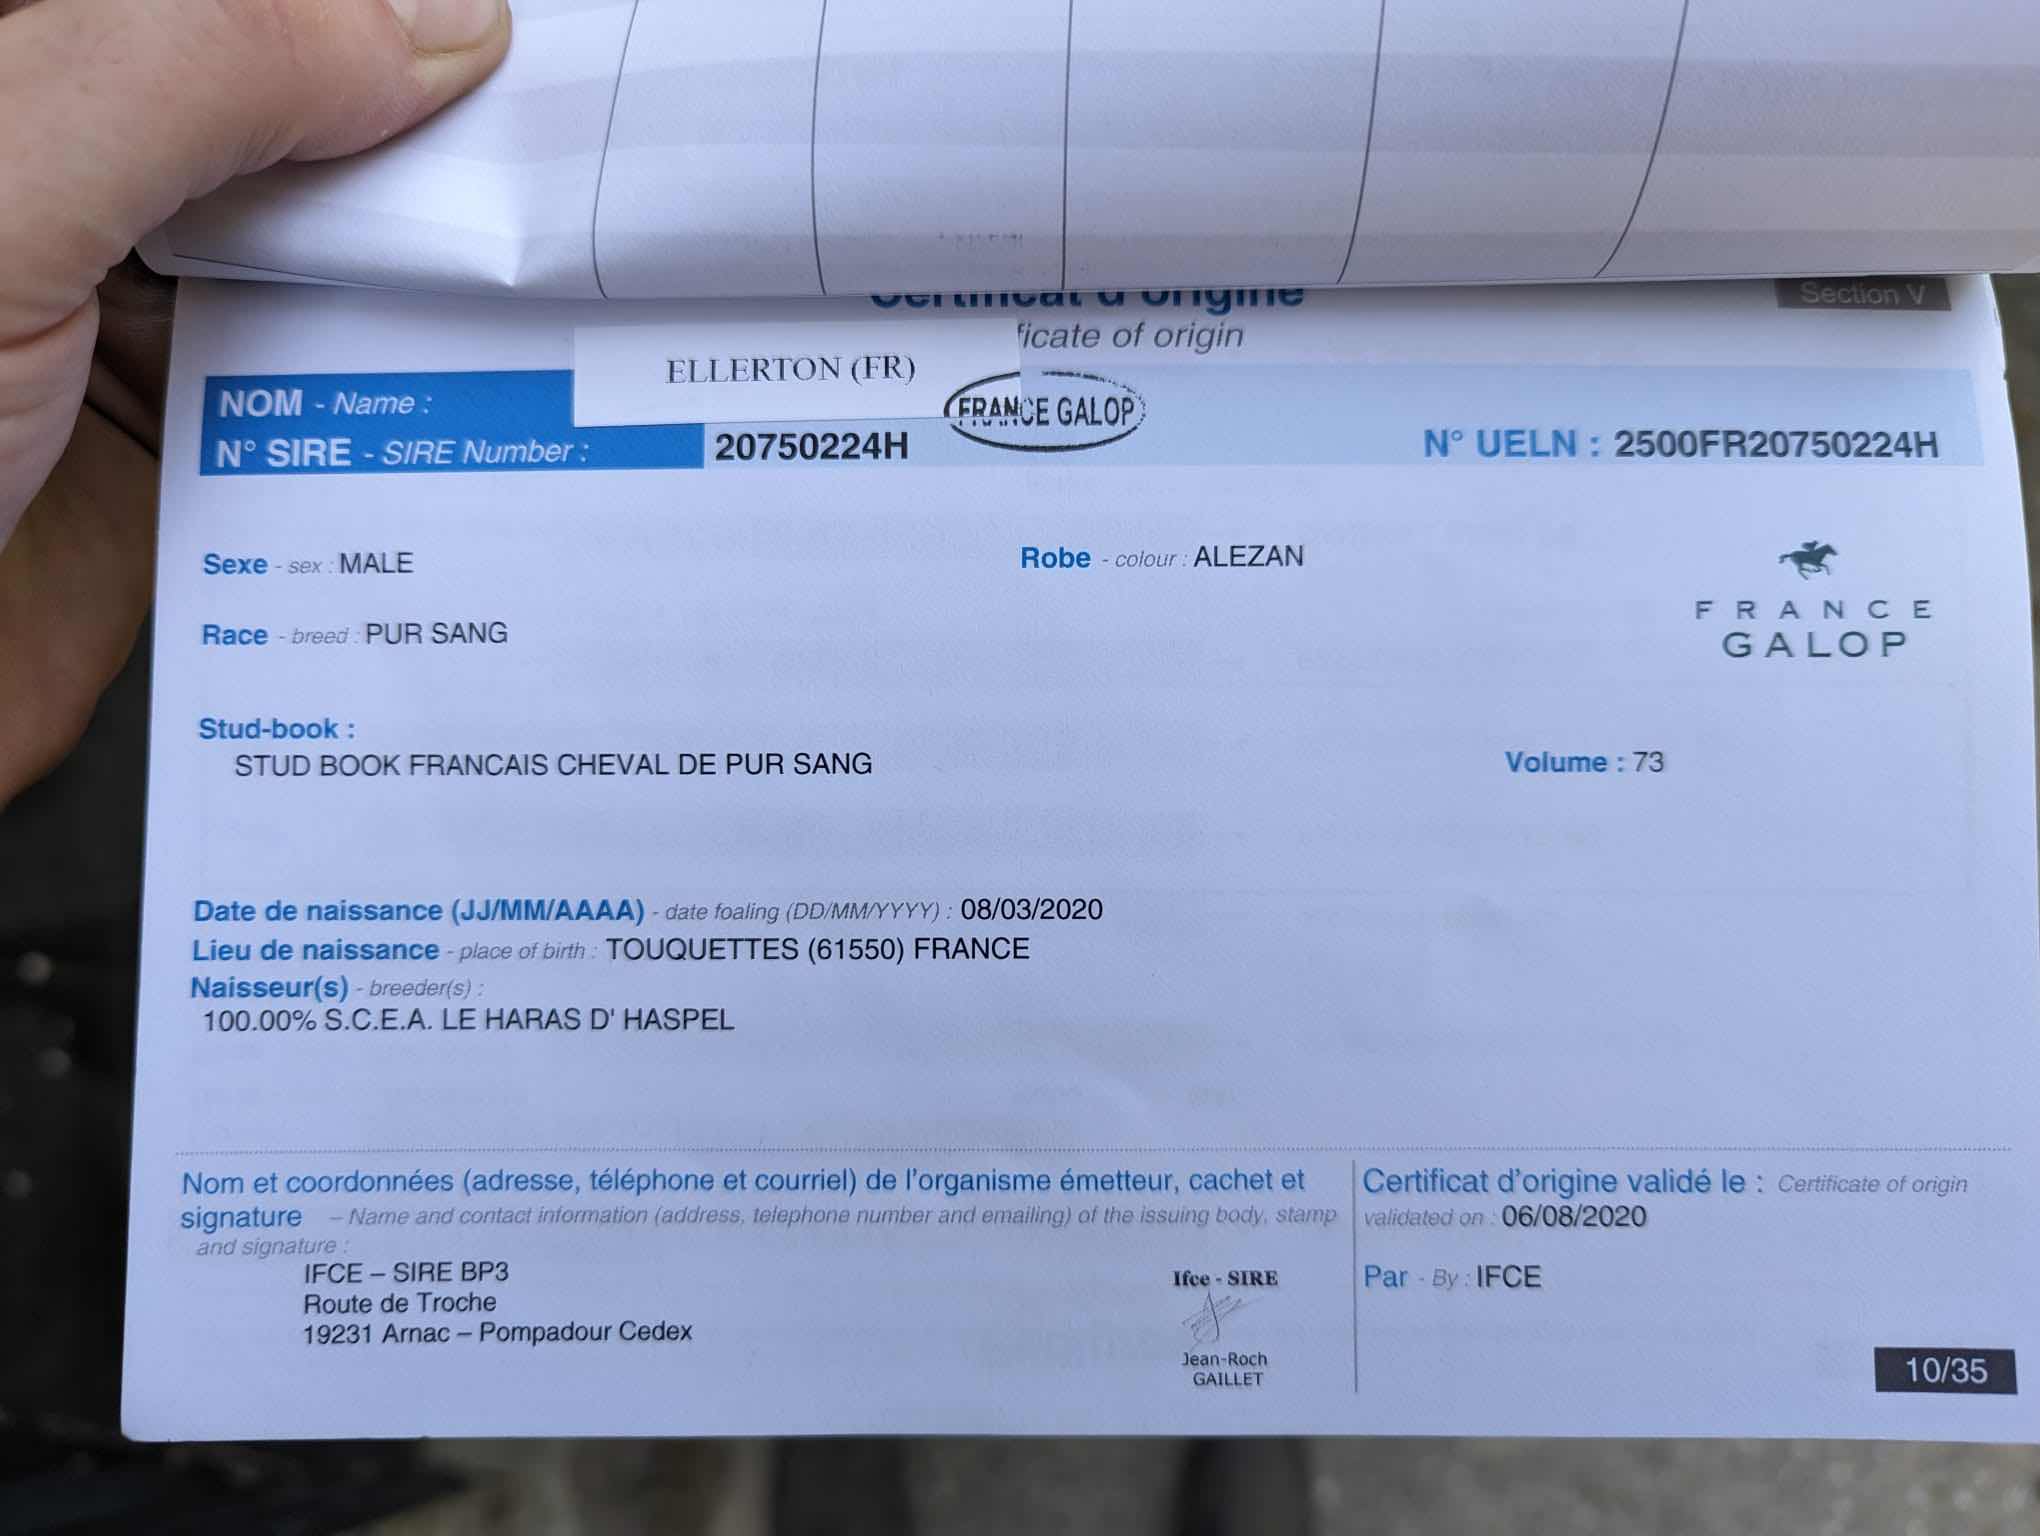 Certificat d'origine
Section V
ficate of origin
ELLERTON (FR)
NOM - Name :
FRANCE GALOP
N° SIRE - SIRE Number : 20750224H
N° UELN : 2500FR20750224H
Sexe - sex : MALE
Robe - colour : ALEZAN
FRANCE
GALOP
Race - breed : PUR SANG
Stud-book :
STUD BOOK FRANCAIS CHEVAL DE PUR SANG
Volume : 73
Date de naissance (JJ/MM/AAAA) - date foaling (DD/MM/YYYY) : 08/03/2020
Lieu de naissance - place of birth : TOUQUETTES (61550) FRANCE
Naisseur(s) - breeder(s) :
100.00% S.C.E.A. LE HARAS D' HASPEL
Nom et coordonnées (adresse, téléphone et courriel) de l'organisme émetteur, cachet et
signature – Name and contact information (address, telephone number and emailing) of the issuing body, stamp
and signature :
IFCE – SIRE BP3
Route de Troche
19231 Arnac – Pompadour Cedex
Ifce - SIRE
Jean-Roch
GAILLET
Certificat d'origine validé le : Certificate of origin
validated on : 06/08/2020
Par - By : IFCE
10/35